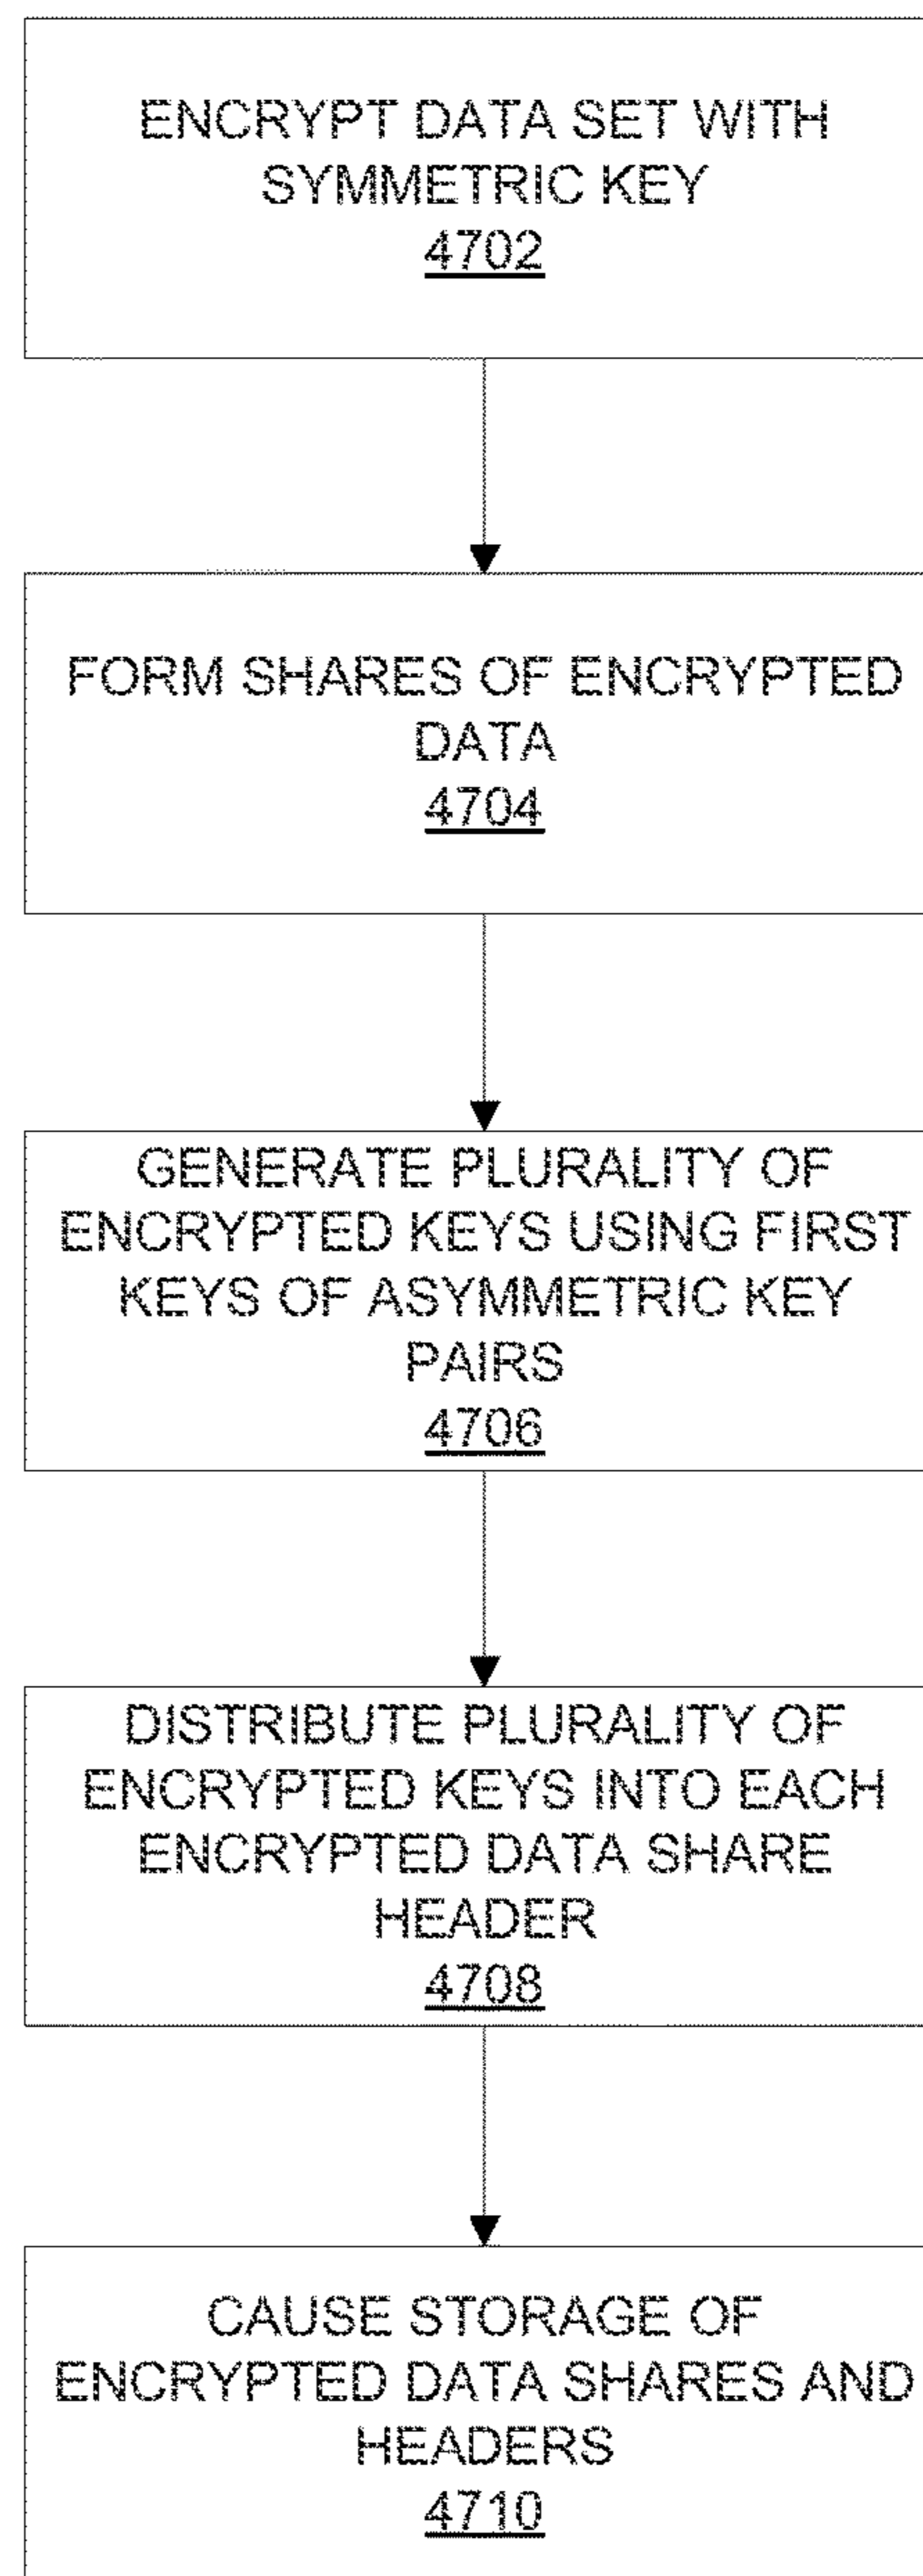 ENCRYPT DATA SET WITH
SYMMETRIC KEY
4702
FORM SHARES OF ENCRYPTED
DATA
4704
GENERATE PLURALITY OF
ENCRYPTED KEYS USING FIRST
KEYS OF ASYMMETRIC KEY
PAIRS
4706
DISTRIBUTE PLURALITY OF
ENCRYPTED KEYS INTO EACH
ENCRYPTED DATA SHARE
HEADER
4708
CAUSE STORAGE OF
ENCRYPTED DATA SHARES AND
HEADERS
4710